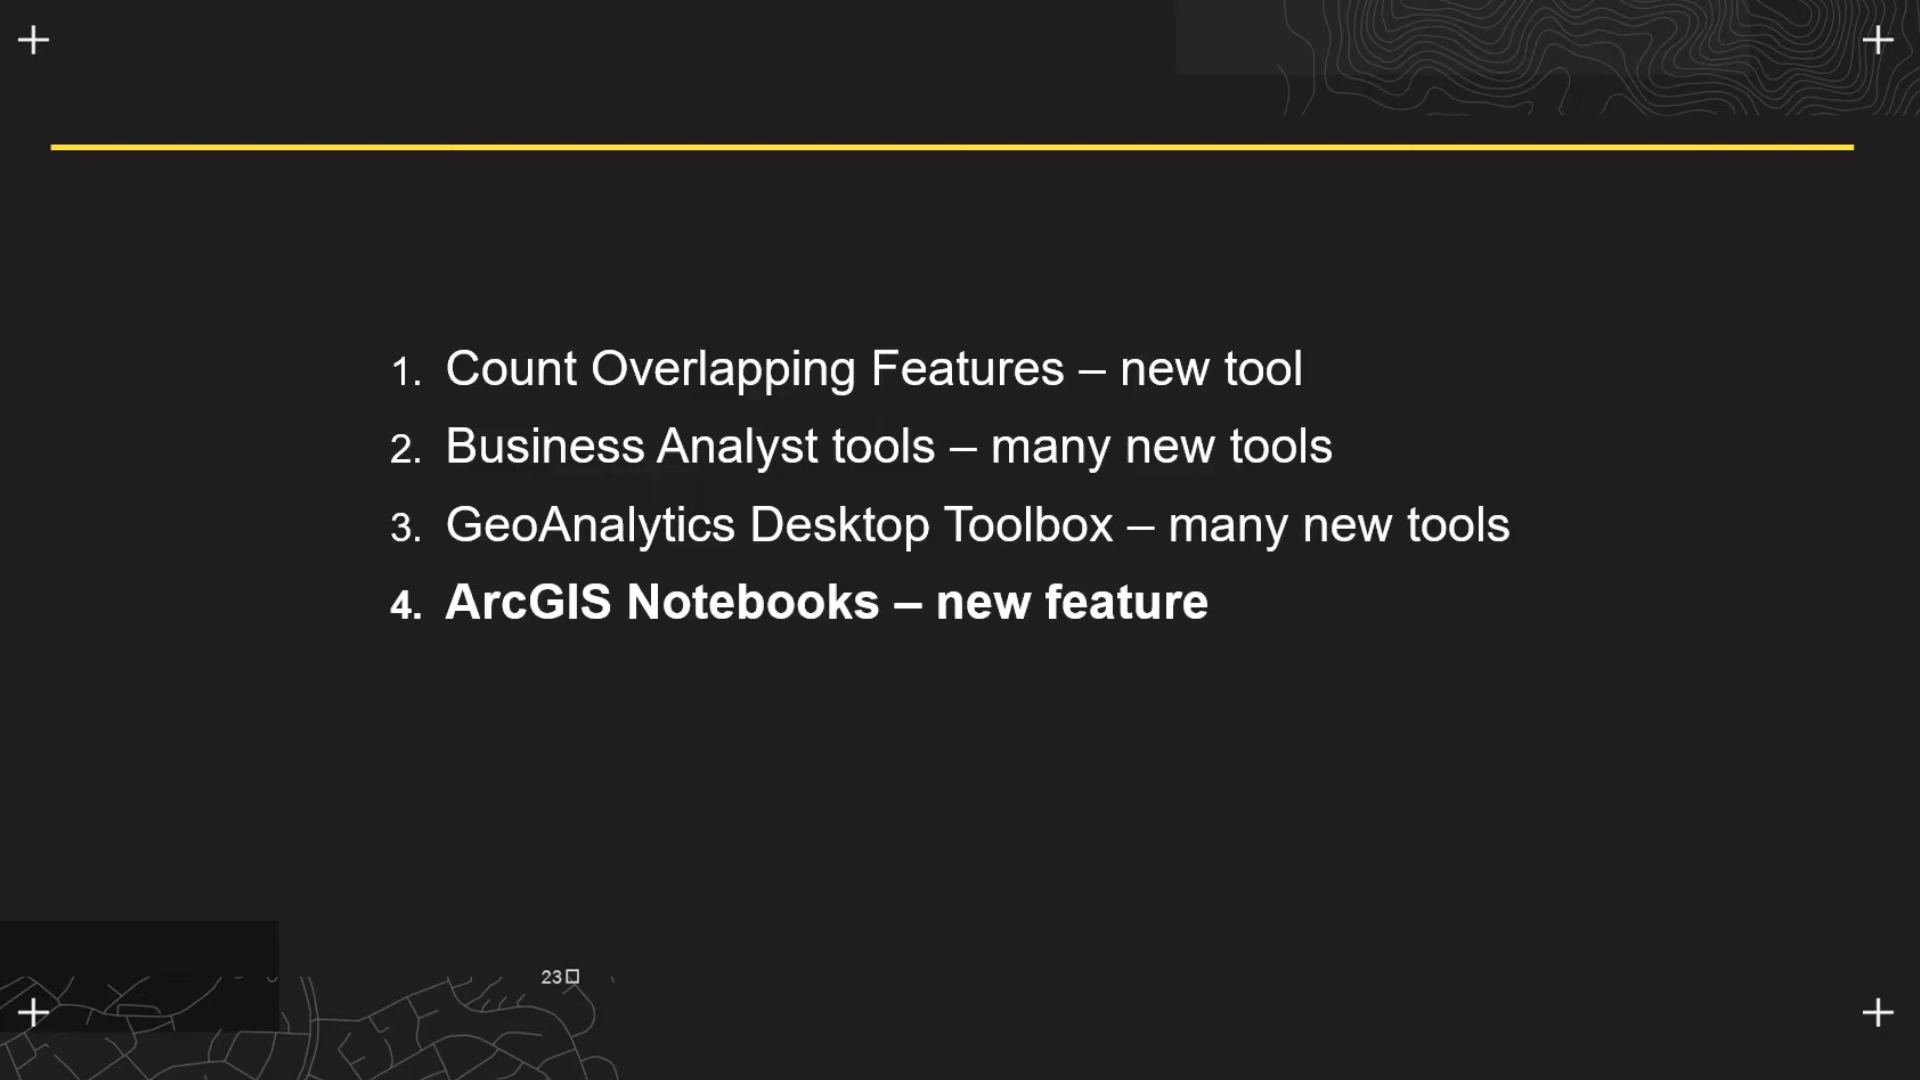 1. Count Overlapping Features – new tool
2. Business Analyst tools – many new tools
3. GeoAnalytics Desktop Toolbox – many new tools
4. ArcGIS Notebooks – new feature
23□